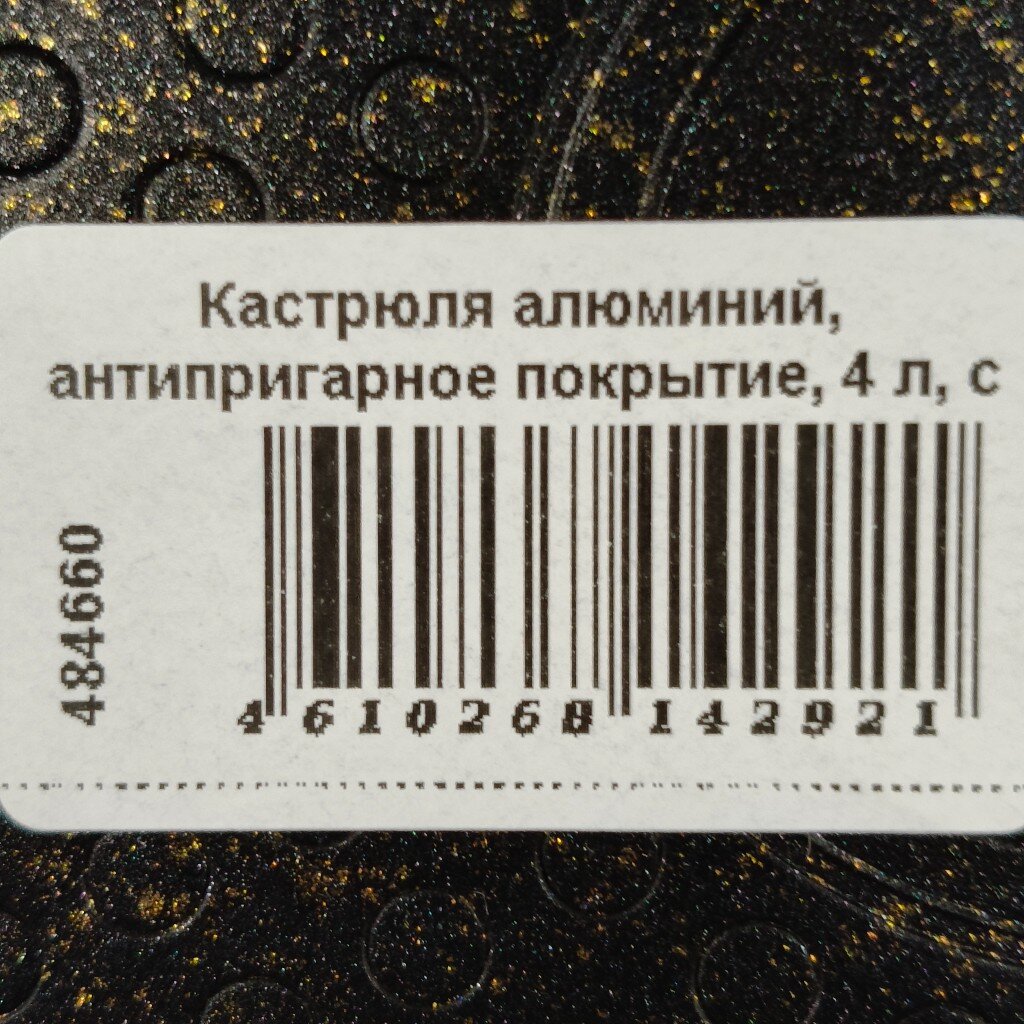 Кастрюля алюминий,
антипригарное покрытие, 4 л, с
484660
4 610268 142921